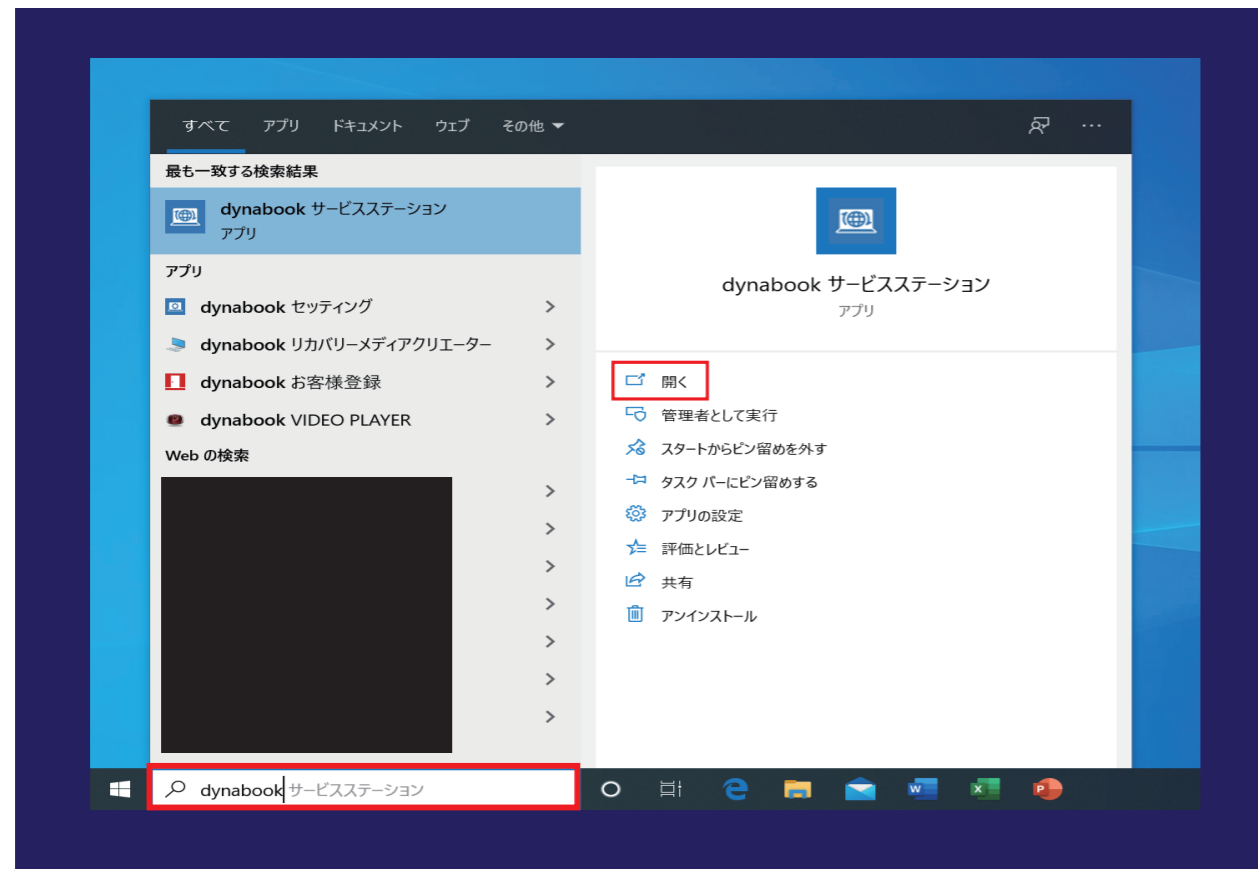 すべて アプリ ドキュメント ウェブ その他
最も一致する検索結果
dynabook サービスステーション
アプリ
アプリ
dynabook セッティング
dynabook リカバリーメディアクリエーター
dynabook お客様登録
dynabook VIDEO PLAYER
Web の検索
dynabook サービスステーション
アプリ
開く
管理者として実行
スタートからピン留めを外す
タスク バーにピン留めする
アプリの設定
評価とレビュー
共有
アンインストール
dynabook サービスステーション